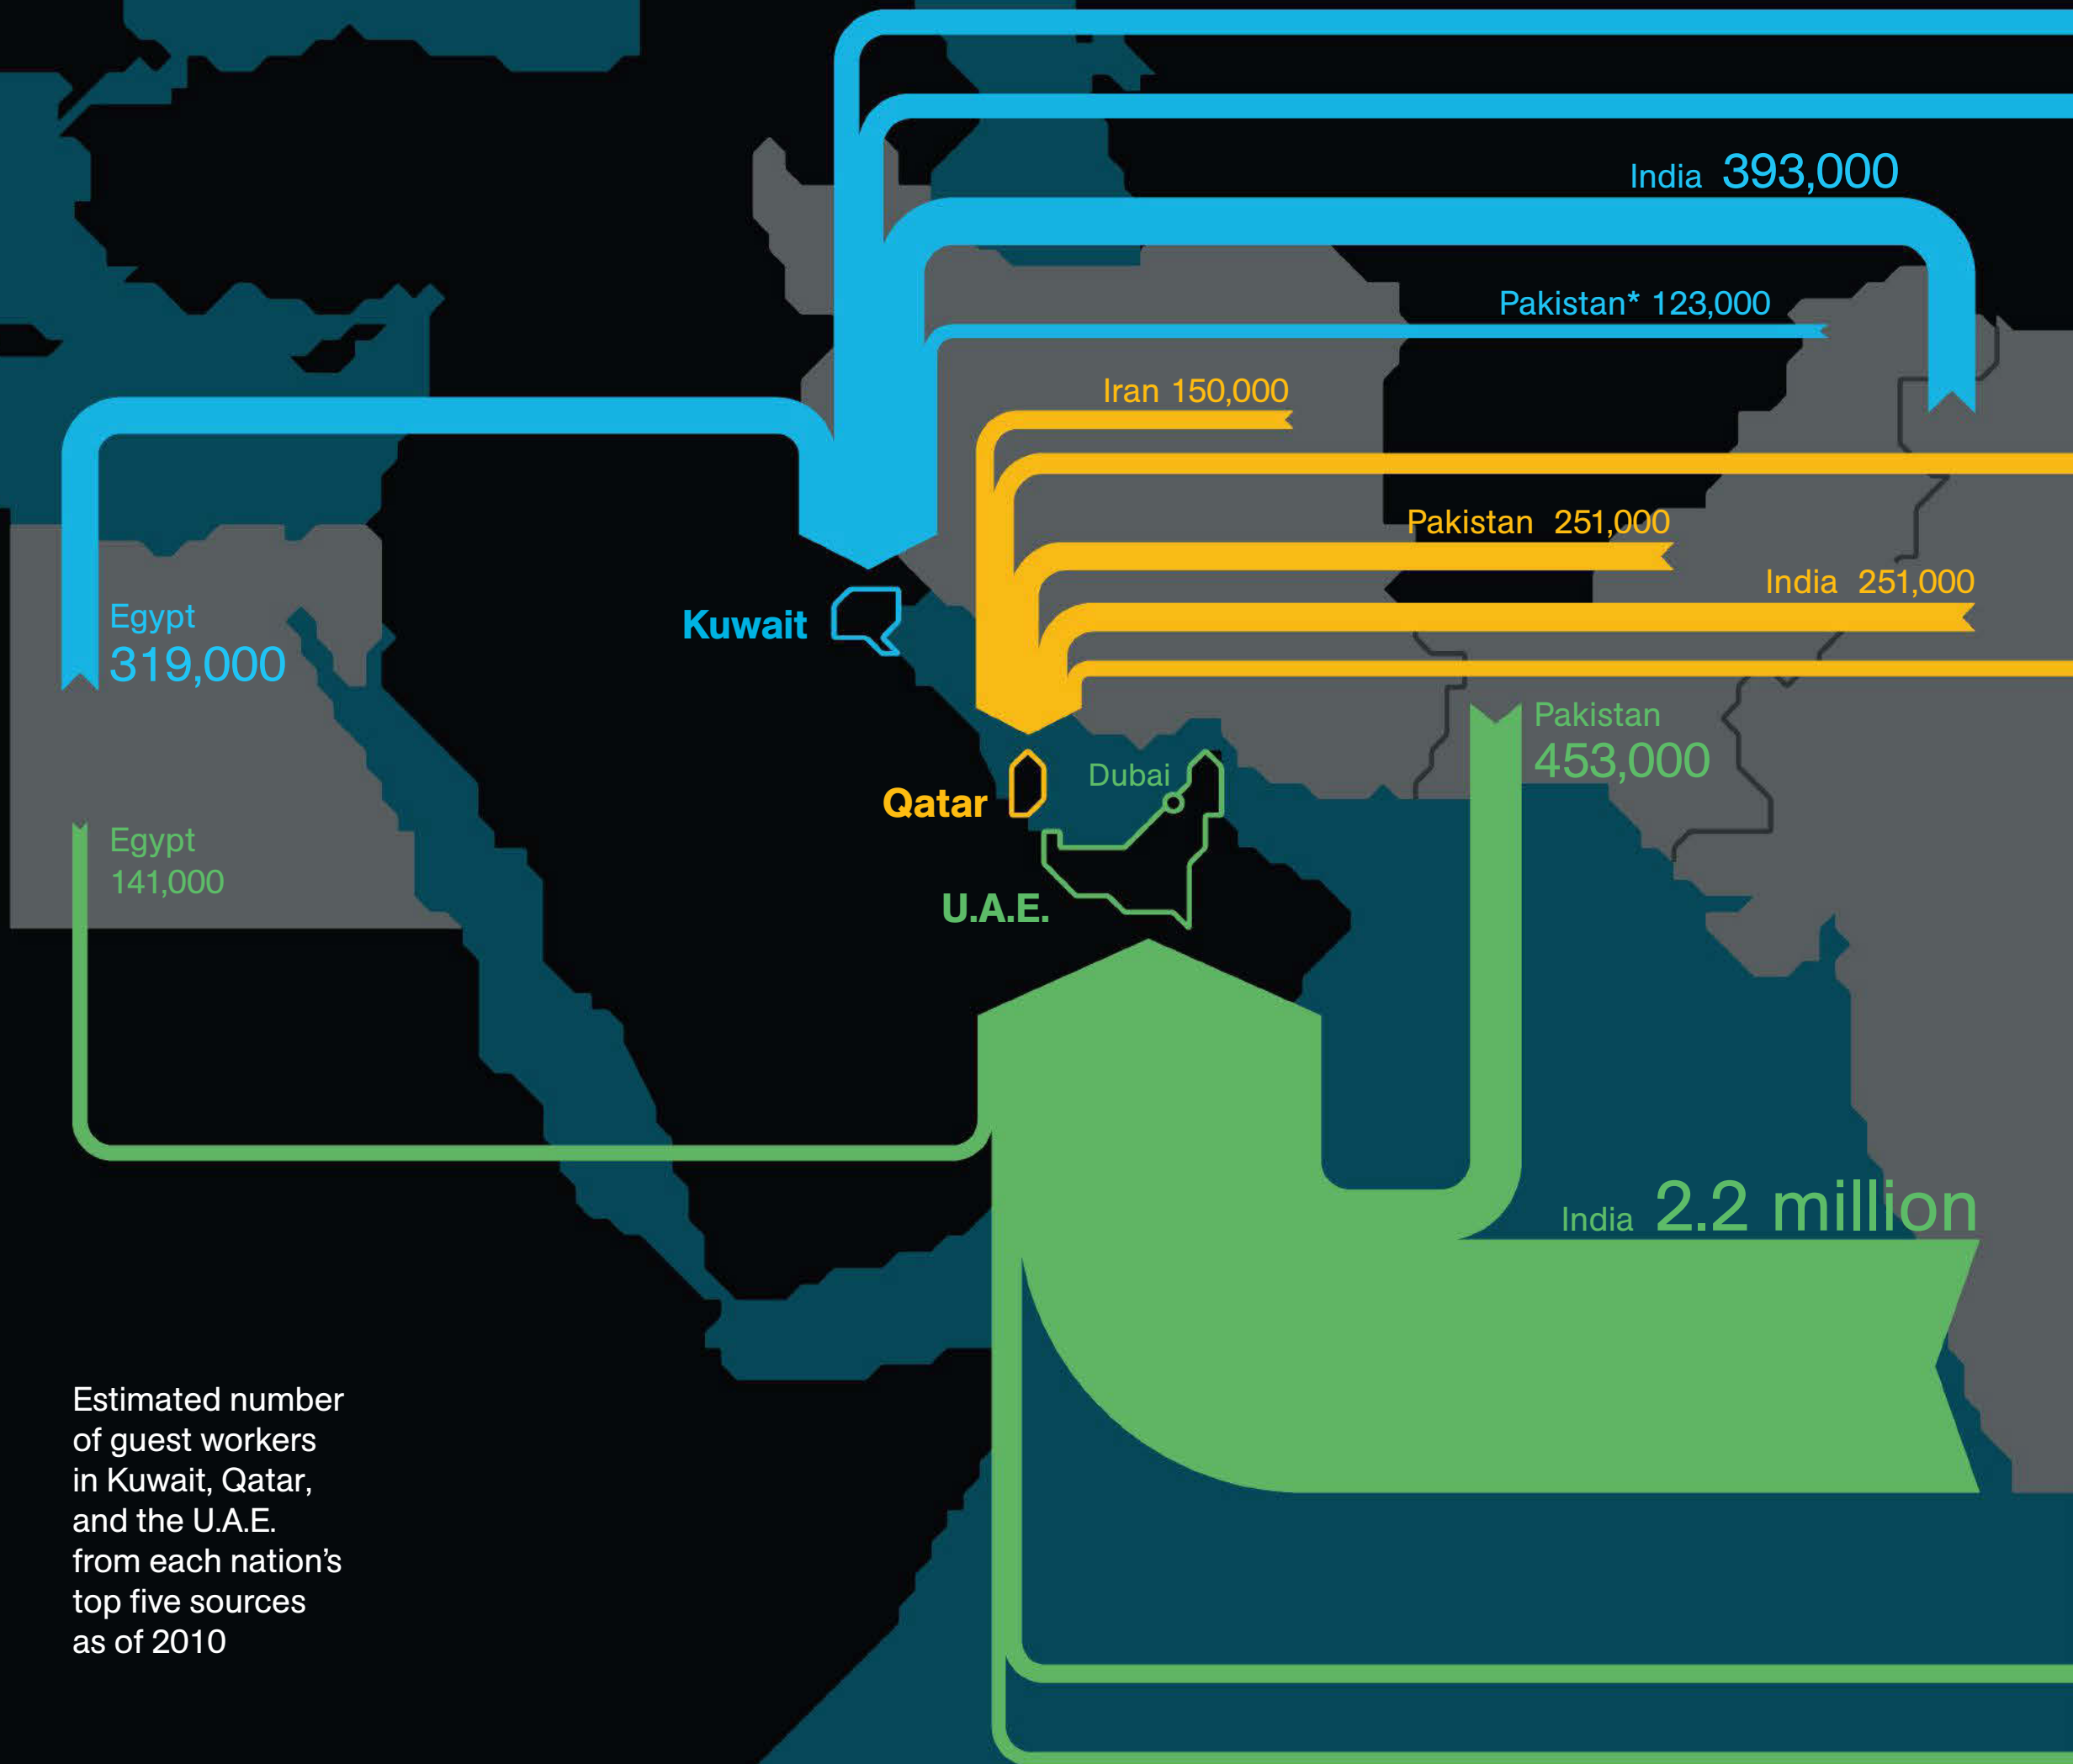 India 393,000
Pakistan* 123,000
Iran 150,000
Pakistan 251,000
India 251,000
Egypt
319,000
Kuwait
Pakistan
453,000
Dubai
Qatar
Egypt
141,000
U.A.E.
India 2.2 million
Estimated number
of guest workers
in Kuwait, Qatar,
and the U.A.E.
from each nation’s
top five sources
as of 2010